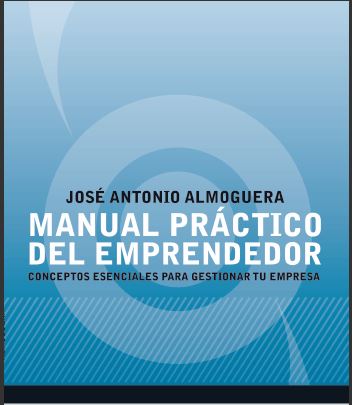 JOSÉ ANTONIO ALMOGUERA
MANUAL PRÁCTICO
DEL EMPRENDEDOR
CONCEPTOS ESENCIALES PARA GESTIONAR TU EMPRESA